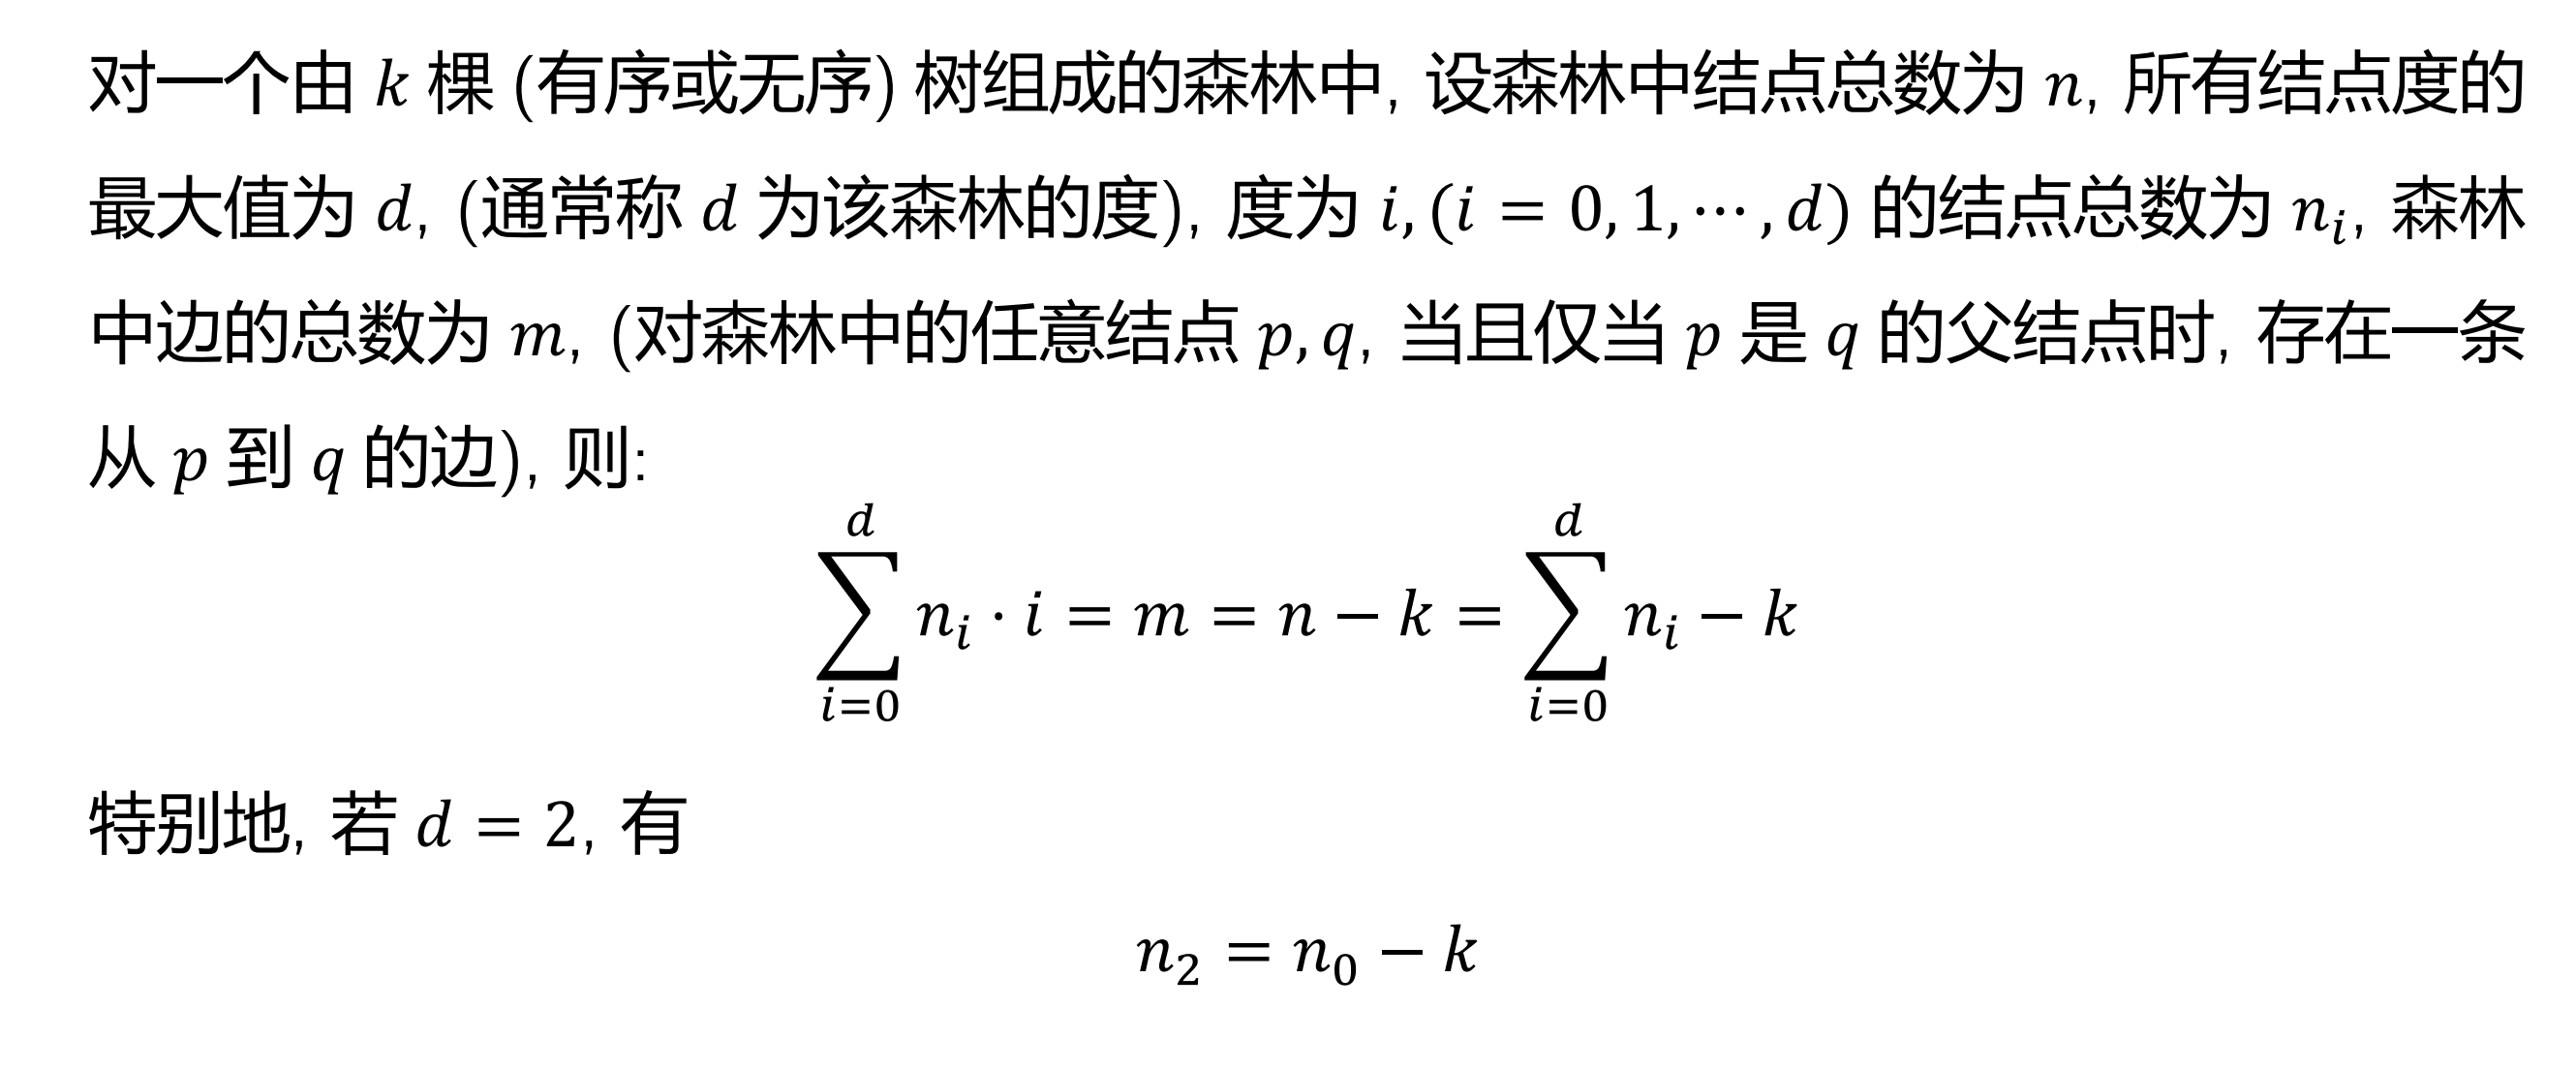 对一个由 k 棵 (有序或无序) 树组成的森林中, 设森林中结点总数为 n, 所有结点度的
最大值为 d, (通常称 d 为该森林的度), 度为 i, (i = 0, 1, ⋯, d) 的结点总数为 nᵢ, 森林
中边的总数为 m, (对森林中的任意结点 p, q, 当且仅当 p 是 q 的父结点时, 存在一条
从 p 到 q 的边), 则:
\sum_{i=0}^{d} n_i · i = m = n − k = \sum_{i=0}^{d} n_i − k
特别地, 若 d = 2, 有
n₂ = n₀ − k